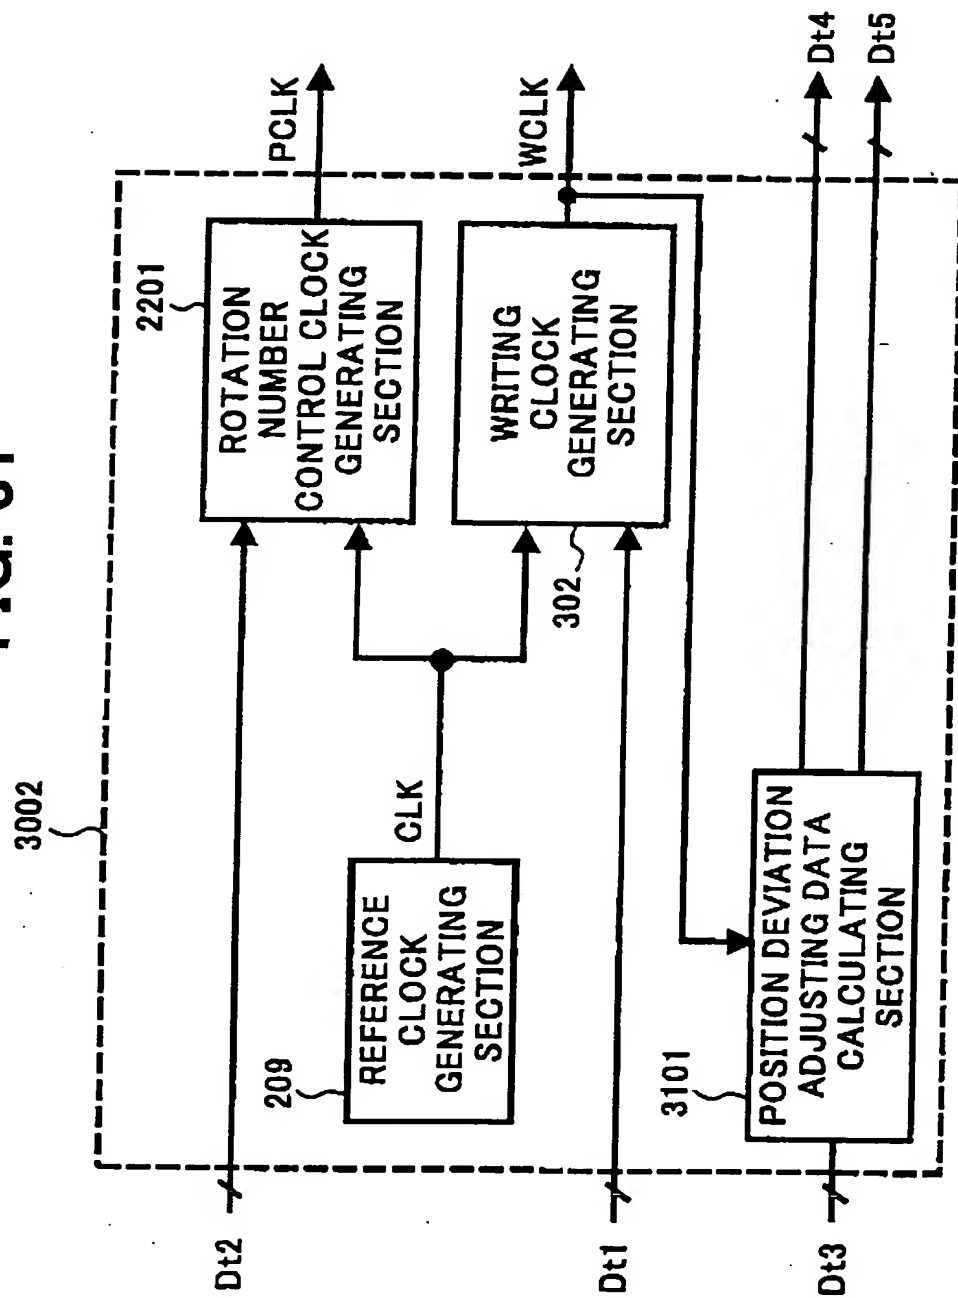 FIG.
3002
2201
Dt2
ROTATION
NUMBER
CONTROL CLOCK
GENERATING
SECTION
PCLK
209
REFERENCE
CLOCK
GENERATING
SECTION
CLK
WRITING
CLOCK
GENERATING
SECTION
WCLK
302
Dt1
3101
POSITION DEVIATION
ADJUSTING DATA
CALCULATING
SECTION
Dt3
Dt4
Dt5